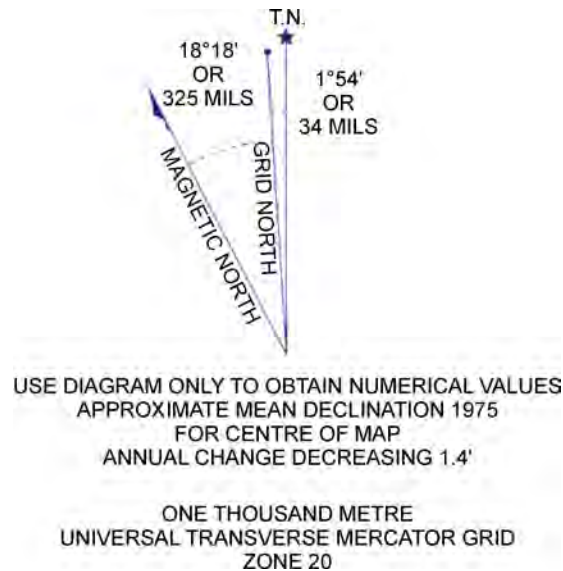 T.N.
18°18'
OR
325 MILS
1°54'
OR
34 MILS
MAGNETIC NORTH
GRID NORTH
USE DIAGRAM ONLY TO OBTAIN NUMERICAL VALUES
APPROXIMATE MEAN DECLINATION 1975
FOR CENTRE OF MAP
ANNUAL CHANGE DECREASING 1.4'
ONE THOUSAND METRE
UNIVERSAL TRANSVERSE MERCATOR GRID
ZONE 20